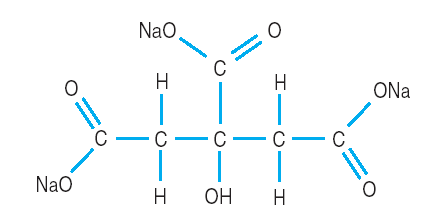 NaO O
C
O H H ONa
C C C C C
NaO H OH H O